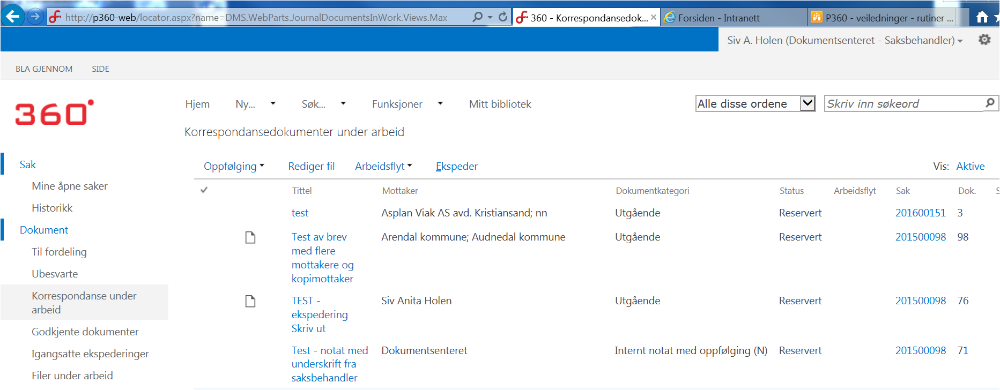 http://p360-web/locator.aspx?name=DMS.WebParts.JournalDocumentsInWork.Views.Max
360 - Korrespondansedok...
Forsiden - Intranett
P360 - veiledninger - rutiner ...
Siv A. Holen (Dokumentsenteret - Saksbehandler)
BLA GJENNOM SIDE
360°
Hjem Ny... Søk... Funksjoner Mitt bibliotek
Alle disse ordene
Skriv inn søkeord
Korrespondansedokumenter under arbeid
Sak
Mine åpne saker
Historikk
Dokument
Til fordeling
Ubesvarte
Korrespondanse under
arbeid
Godkjente dokumenter
Igangsatte ekspederinger
Filer under arbeid
Oppfølging Rediger fil Arbeidsflyt Ekspeder Vis: Aktive
Tittel Mottaker Dokumentkategori Status Arbeidsflyt Sak Dok. S
test Asplan Viak AS avd. Kristiansand; nn Utgående Reservert 201600151 3
Test av brev Arendal kommune; Audnedal kommune Utgående Reservert 201500098 98
med flere
mottakere og
kopimottaker
TEST - Siv Anita Holen Utgående Reservert 201500098 76
ekspedering
Skriv ut
Test - notat med Dokumentsenteret Internt notat med oppfølging (N) Reservert 201500098 71
underskrift fra
saksbehandler